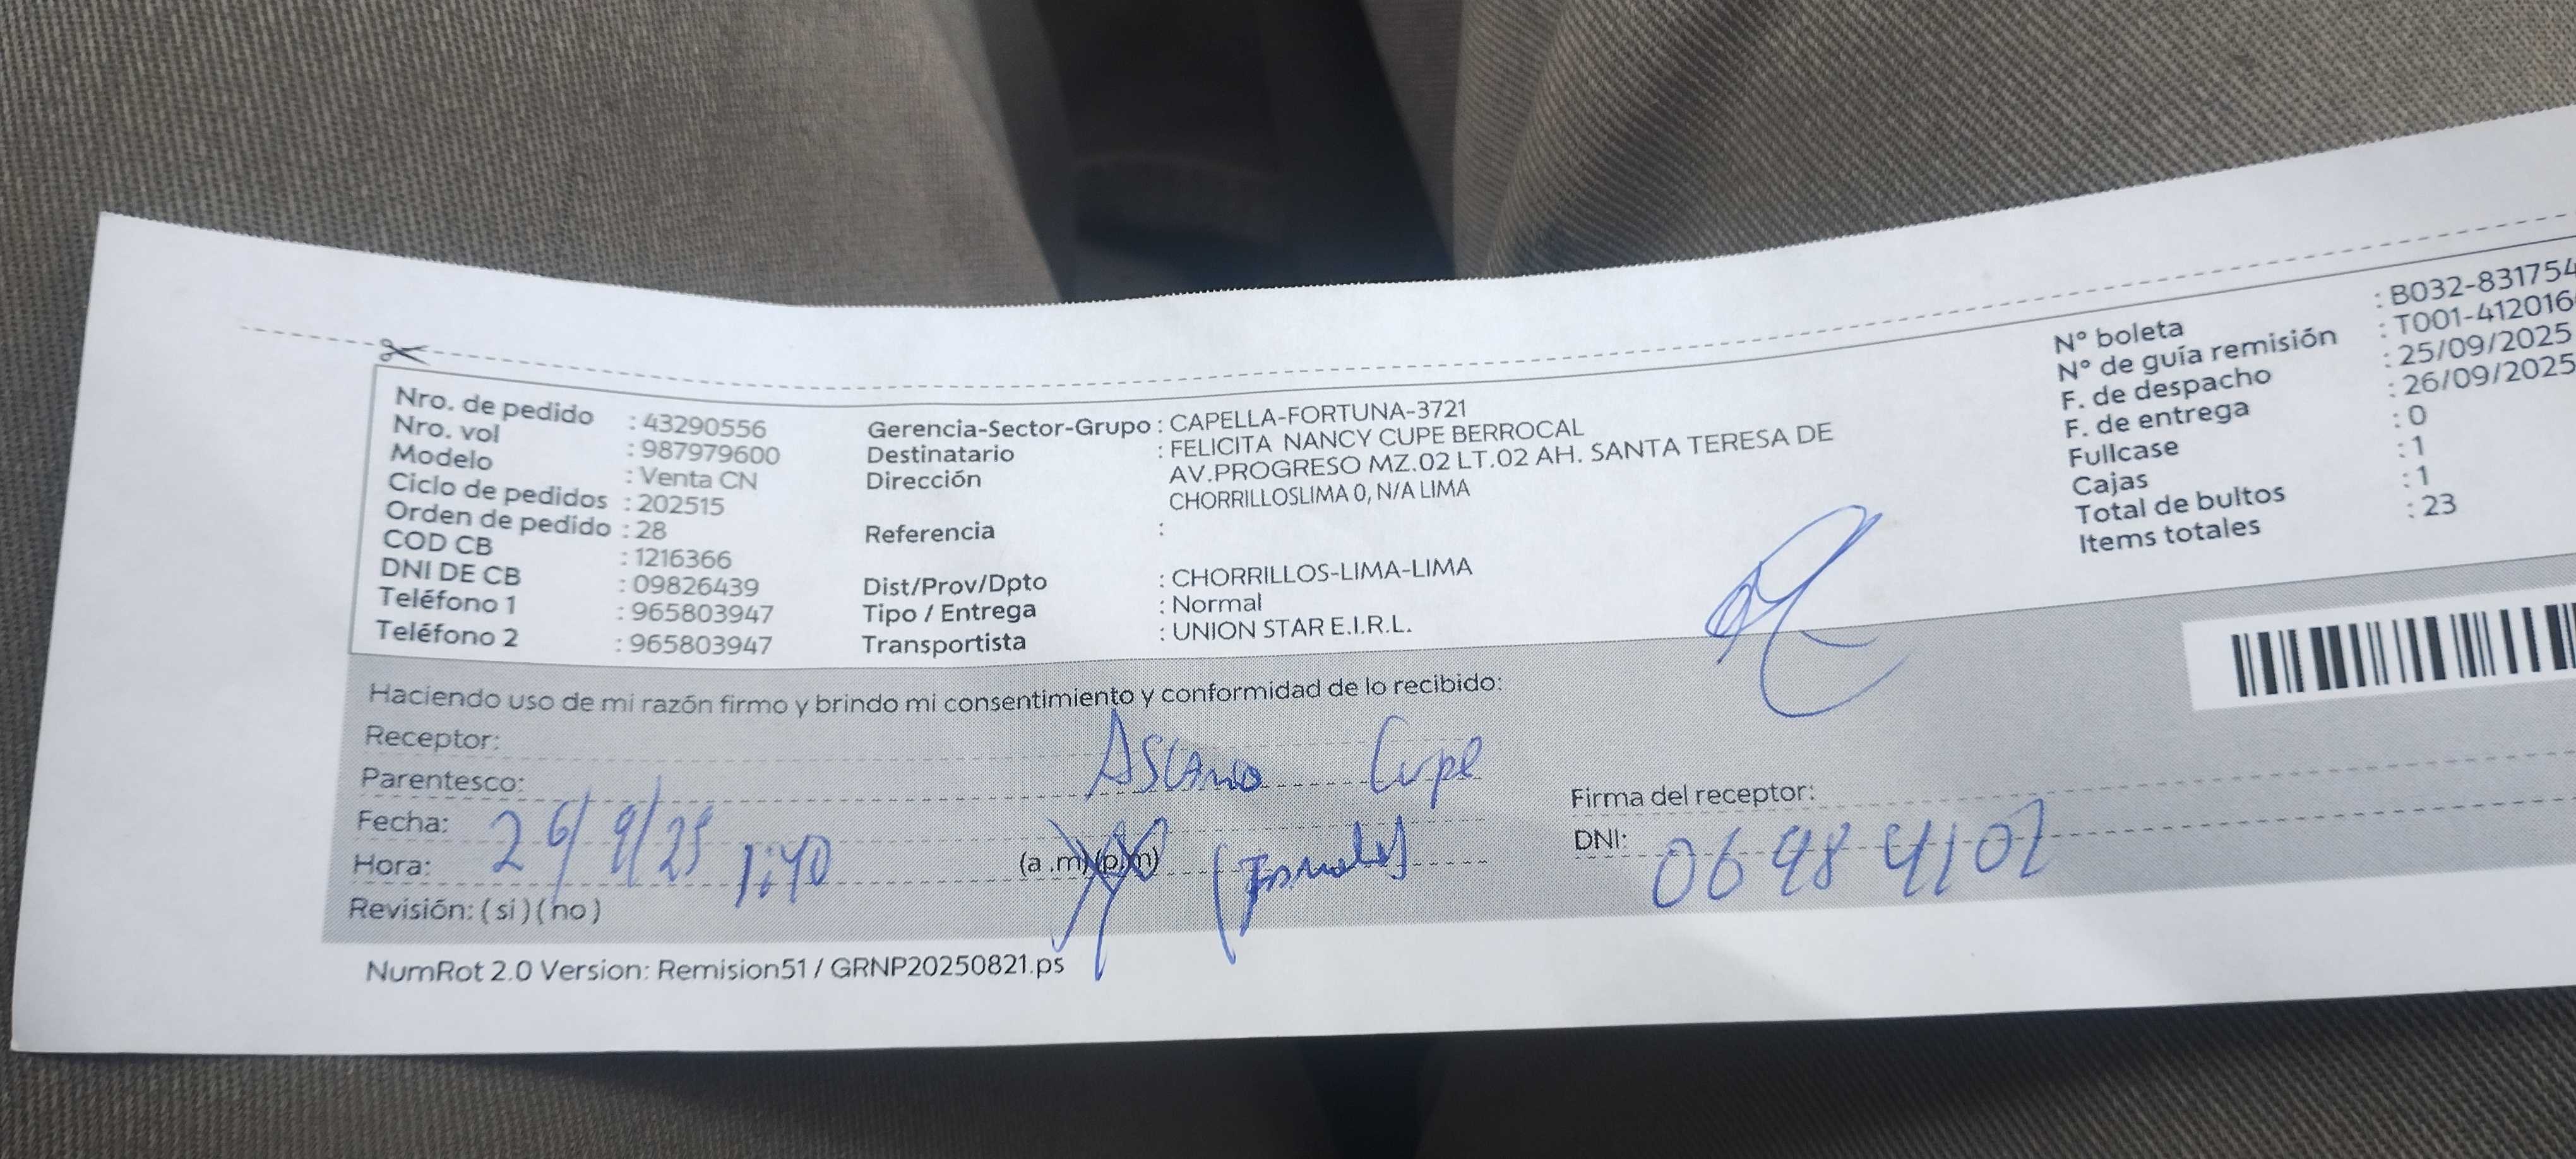 Nro. de pedido : 43290556
Nro. vol : 987979600
Modelo : Venta CN
Ciclo de pedidos : 202515
Orden de pedido : 28
COD CB : 1216366
DNI DE CB : 09826439
Teléfono 1 : 965803947
Teléfono 2 : 965803947
Gerencia-Sector-Grupo : CAPELLA-FORTUNA-3721
Destinatario : FELICITA NANCY CUPE BERROCAL
Dirección AV.PROGRESO MZ.02 LT.02 AH. SANTA TERESA DE
CHORRILLOSLIMA 0, N/A LIMA
Referencia :
Dist/Prov/Dpto : CHORRILLOS-LIMA-LIMA
Tipo / Entrega : Normal
Transportista : UNION STAR E.I.R.L.
N° boleta : B032-831754
N° de guía remisión : T001-412016
F. de despacho : 25/09/2025
F. de entrega : 26/09/2025
Fullcase : 0
Cajas : 1
Total de bultos : 1
Items totales : 23
Haciendo uso de mi razón firmo y brindo mi consentimiento y conformidad de lo recibido:
Receptor:
Parentesco: Cupe
Fecha: 26/9/25
Hora: 1:40 (a .m)(p.m)
Revisión: ( si ) ( no )
Firma del receptor:
DNI: 06984102
NumRot 2.0 Version: Remision51 / GRNP20250821.ps